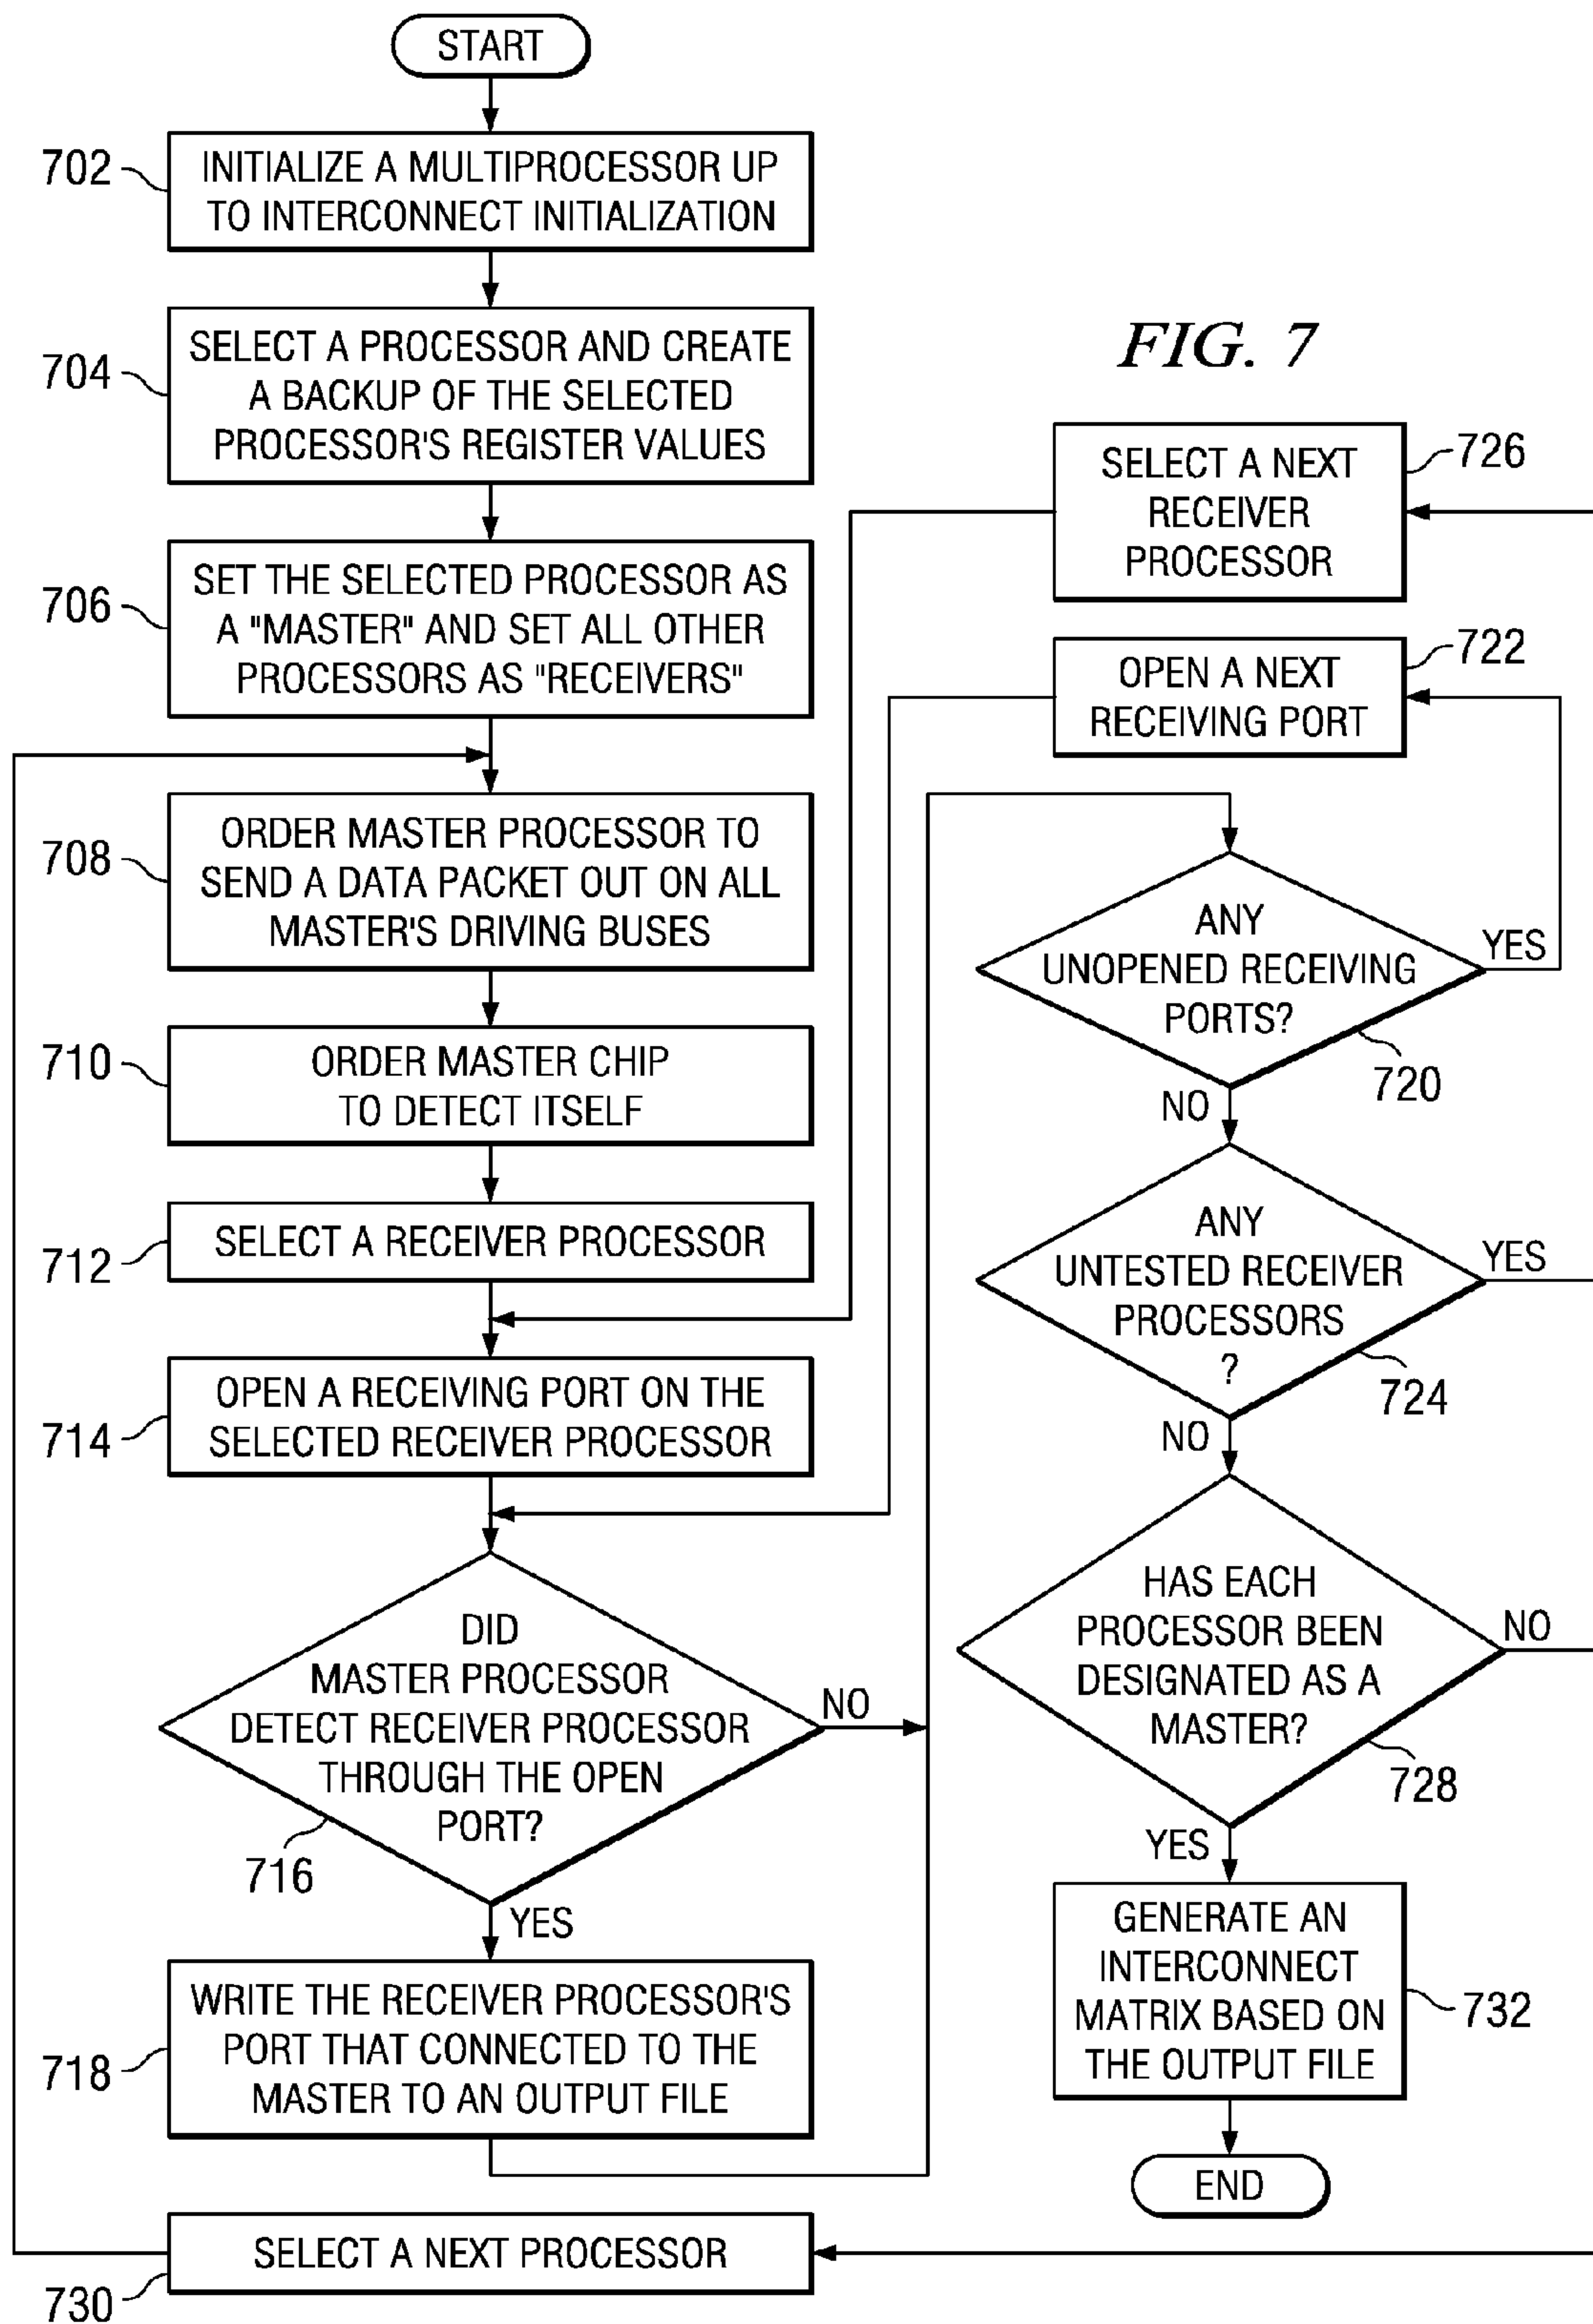 START
702
INITIALIZE A MULTIPROCESSOR UP
TO INTERCONNECT INITIALIZATION
704
SELECT A PROCESSOR AND CREATE
A BACKUP OF THE SELECTED
PROCESSOR'S REGISTER VALUES
706
SET THE SELECTED PROCESSOR AS
A "MASTER" AND SET ALL OTHER
PROCESSORS AS "RECEIVERS"
708
ORDER MASTER PROCESSOR TO
SEND A DATA PACKET OUT ON ALL
MASTER'S DRIVING BUSES
710
ORDER MASTER CHIP
TO DETECT ITSELF
712
SELECT A RECEIVER PROCESSOR
714
OPEN A RECEIVING PORT ON THE
SELECTED RECEIVER PROCESSOR
DID
MASTER PROCESSOR
DETECT RECEIVER PROCESSOR
THROUGH THE OPEN
PORT?
NO
716
YES
718
WRITE THE RECEIVER PROCESSOR'S
PORT THAT CONNECTED TO THE
MASTER TO AN OUTPUT FILE
730
SELECT A NEXT PROCESSOR
FIG. 7
SELECT A NEXT
RECEIVER
PROCESSOR
726
OPEN A NEXT
RECEIVING PORT
722
ANY
UNOPENED RECEIVING
PORTS?
YES
720
NO
ANY
UNTESTED RECEIVER
PROCESSORS
?
YES
724
NO
HAS EACH
PROCESSOR BEEN
DESIGNATED AS A
MASTER?
NO
728
YES
GENERATE AN
INTERCONNECT
MATRIX BASED ON
THE OUTPUT FILE
732
END